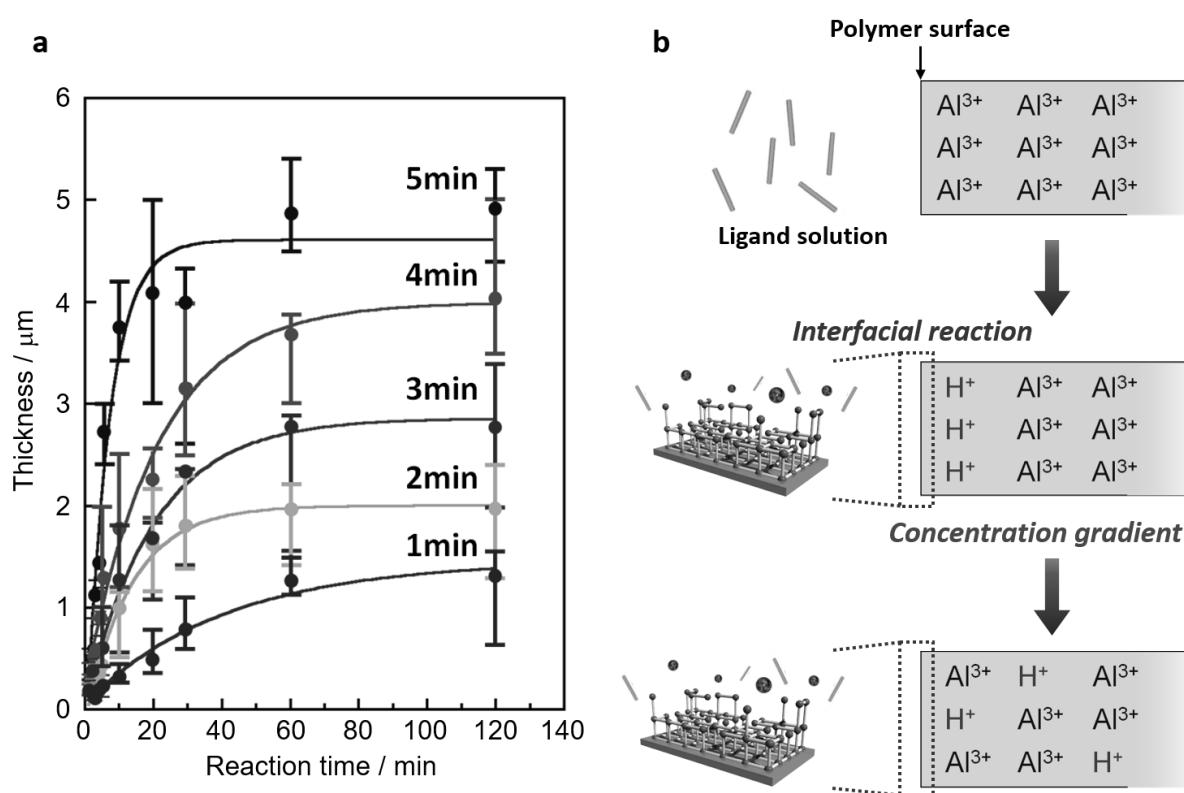 a
6
5
4
3
2
1
0
Thickness / μm
0 20 40 60 80 100 120 140
Reaction time / min
5min
4min
3min
2min
1min
b
Polymer surface
Al³⁺ Al³⁺ Al³⁺
Al³⁺ Al³⁺ Al³⁺
Al³⁺ Al³⁺ Al³⁺
Ligand solution
Interfacial reaction
H⁺ Al³⁺ Al³⁺
H⁺ Al³⁺ Al³⁺
H⁺ Al³⁺ Al³⁺
Concentration gradient
Al³⁺ H⁺ Al³⁺
H⁺ Al³⁺ Al³⁺
Al³⁺ Al³⁺ H⁺